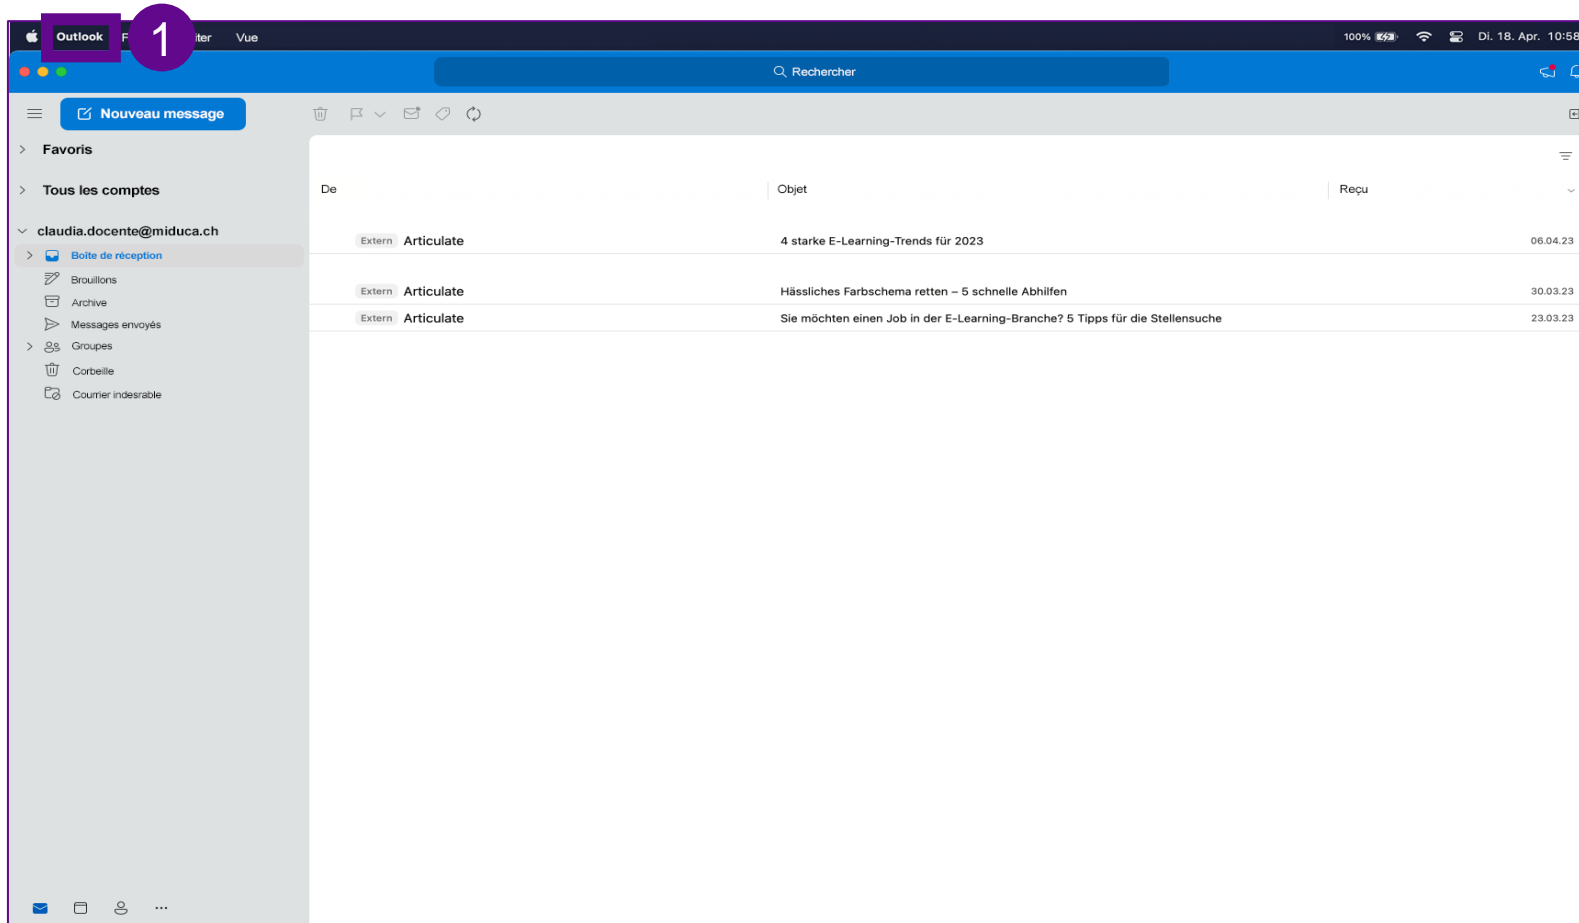 Outlook F 1 iter Vue 100% Di. 18. Apr. 10:58
Rechercher
Nouveau message
Favoris
Tous les comptes
De Objet Reçu
claudia.docente@miduca.ch
Extern Articulate 4 starke E-Learning-Trends für 2023 06.04.23
Boîte de réception
Brouillons
Extern Articulate Hässliches Farbschema retten – 5 schnelle Abhilfen 30.03.23
Archive
Extern Articulate Sie möchten einen Job in der E-Learning-Branche? 5 Tipps für die Stellensuche 23.03.23
Messages envoyés
Groupes
Corbeille
Courrier indesrable